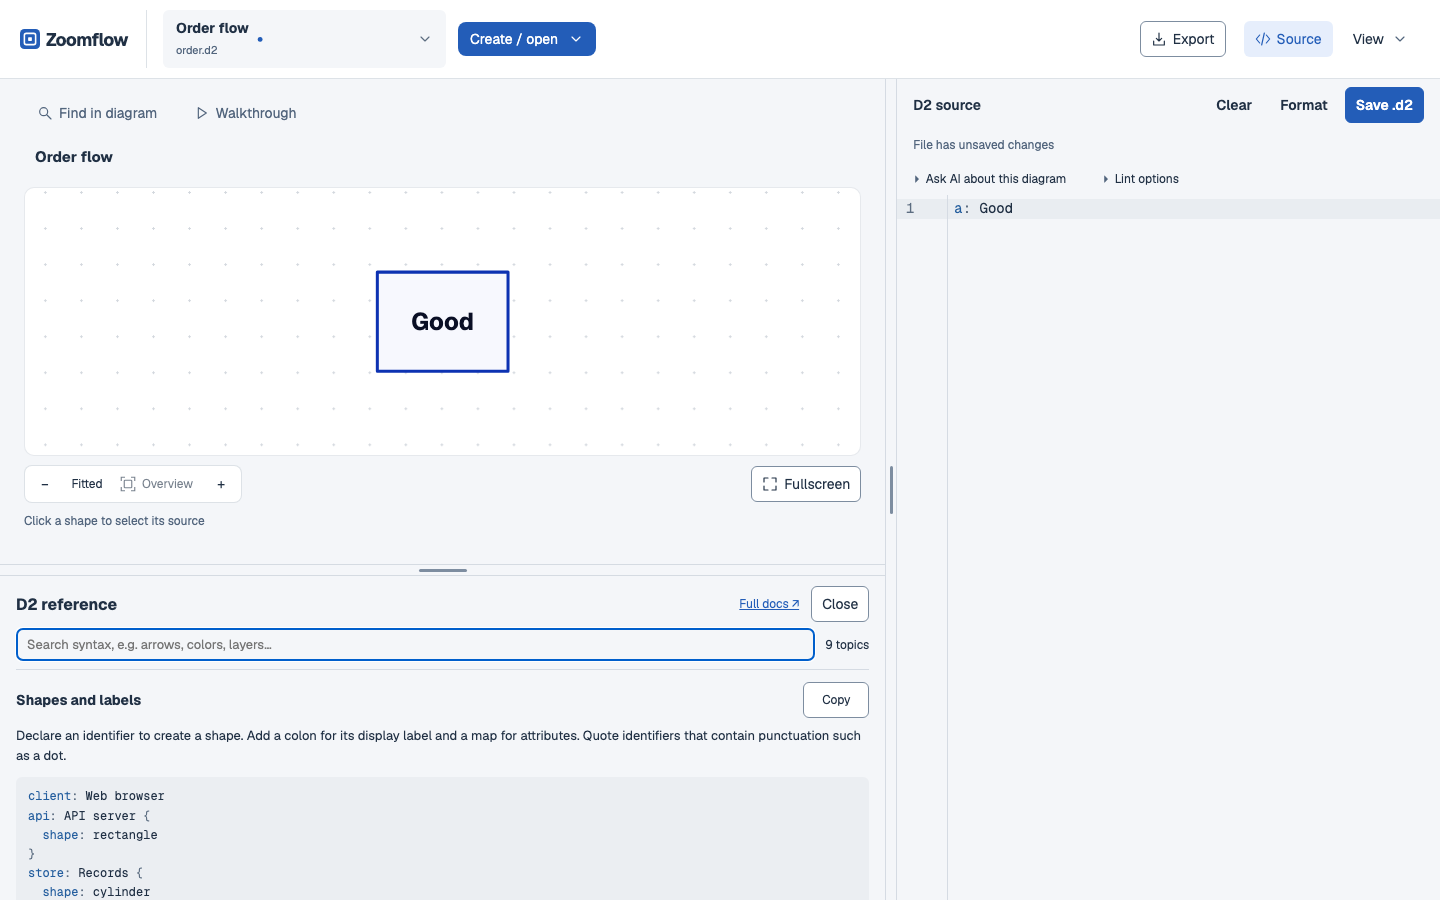 Zoomflow
Order flow
order.d2
Create / open
Export
Source
View
Find in diagram
Walkthrough
Order flow
Good
−
Fitted
Overview
+
Fullscreen
Click a shape to select its source
D2 source
Clear
Format
Save .d2
File has unsaved changes
Ask AI about this diagram
Lint options
1
a: Good
D2 reference
Full docs ↗
Close
Search syntax, e.g. arrows, colors, layers…
9 topics
Shapes and labels
Copy
Declare an identifier to create a shape. Add a colon for its display label and a map for attributes. Quote identifiers that contain punctuation such
as a dot.
client: Web browser
api: API server {
  shape: rectangle
}
store: Records {
  shape: cylinder